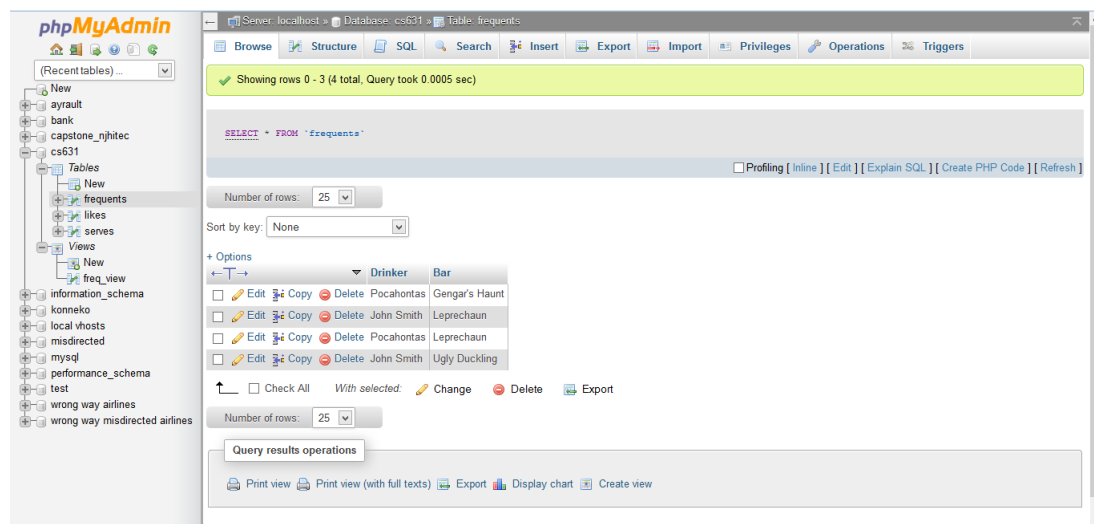 phpMyAdmin
(Recent tables) ...
New
ayrault
bank
capstone_njhitec
cs631
Tables
New
frequents
likes
serves
Views
New
freq_view
information_schema
konneko
local vhosts
misdirected
mysql
performance_schema
test
wrong way airlines
wrong way misdirected airlines
Server: localhost » Database: cs631 » Table: frequents
Browse Structure SQL Search Insert Export Import Privileges Operations Triggers
Showing rows 0 - 3 (4 total, Query took 0.0005 sec)
SELECT * FROM `frequents`
Profiling [ Inline ] [ Edit ] [ Explain SQL ] [ Create PHP Code ] [ Refresh ]
Number of rows: 25
Sort by key: None
+ Options
←T→ Drinker Bar
Edit Copy Delete Pocahontas Gengar's Haunt
Edit Copy Delete John Smith Leprechaun
Edit Copy Delete Pocahontas Leprechaun
Edit Copy Delete John Smith Ugly Duckling
Check All With selected: Change Delete Export
Number of rows: 25
Query results operations
Print view Print view (with full texts) Export Display chart Create view